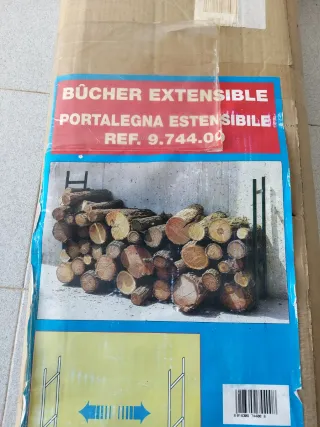 BÛCHER EXTENSIBLE
PORTALEGNA ESTENSIBILE
REF. 9.744.00